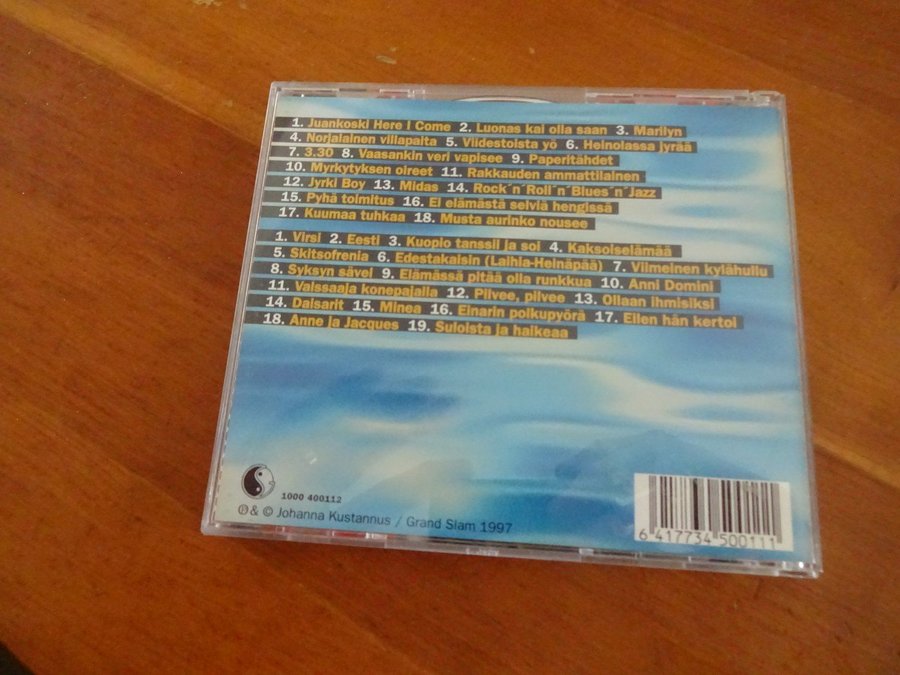 1. Juankoski Here I Come 2. Luonas kai olla saan 3. Marilyn
4. Norjalainen villapaita 5. Viidestoista yö 6. Heinolassa jyrää
7. 3.30 8. Vaasankin veri vapisee 9. Paperitähdet
10. Myrkytyksen oireet 11. Rakkauden ammattilainen
12. Jyrki Boy 13. Midas 14. Rock´n´Roll´n´Blues´n´Jazz
15. Pyhä toimitus 16. Ei elämästä selviä hengissä
17. Kuumaa tuhkaa 18. Musta aurinko nousee
1. Virsi 2. Eesti 3. Kuopio tanssii ja soi 4. Kaksoiselämää
5. Skitsofrenia 6. Edestakaisin (Laihia-Heinäpää) 7. Viimeinen kylähullu
8. Syksyn sävel 9. Elämässä pitää olla runkkua 10. Anni Domini
11. Valssaaja konepajalla 12. Pilvee, pilvee 13. Ollaan ihmisiksi
14. Daisarit 15. Minea 16. Einarin polkupyörä 17. Eilen hän kertoi
18. Anne ja Jacques 19. Suloista ja haikeaa
1000 400112
℗ & © Johanna Kustannus / Grand Slam 1997
6 417734 500111